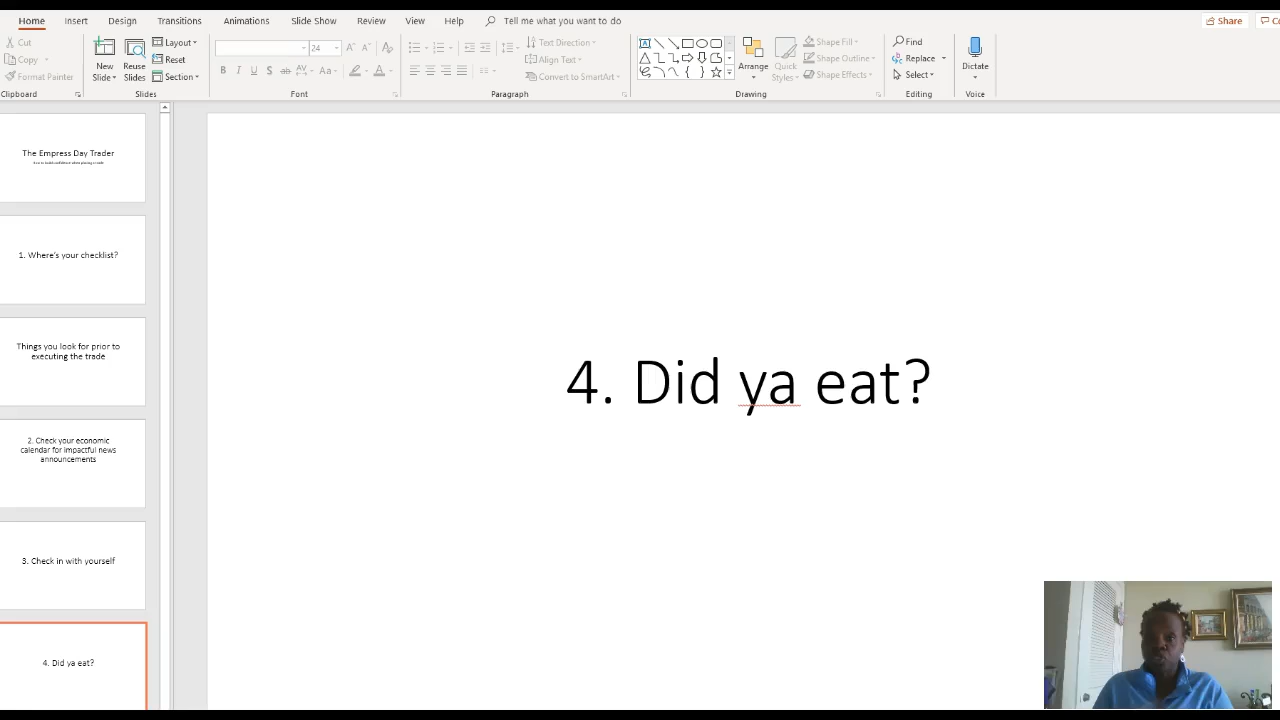 Home Insert Design Transitions Animations Slide Show Review View Help Tell me what you want to do Share Co
Cut
Copy
Format Painter
Clipboard
New
Slide
Reuse
Slides
Layout
Reset
Section
Slides
24
Font
Paragraph
Text Direction
Align Text
Convert to SmartArt
Arrange
Quick
Styles
Shape Fill
Shape Outline
Shape Effects
Drawing
Find
Replace
Select
Editing
Dictate
Voice
The Empress Day Trader
1. Where's your checklist?
Things you look for prior to
executing the trade
2. Check your economic
calendar for impactful news
announcements
3. Check in with yourself
4. Did ya eat?
4. Did ya eat?